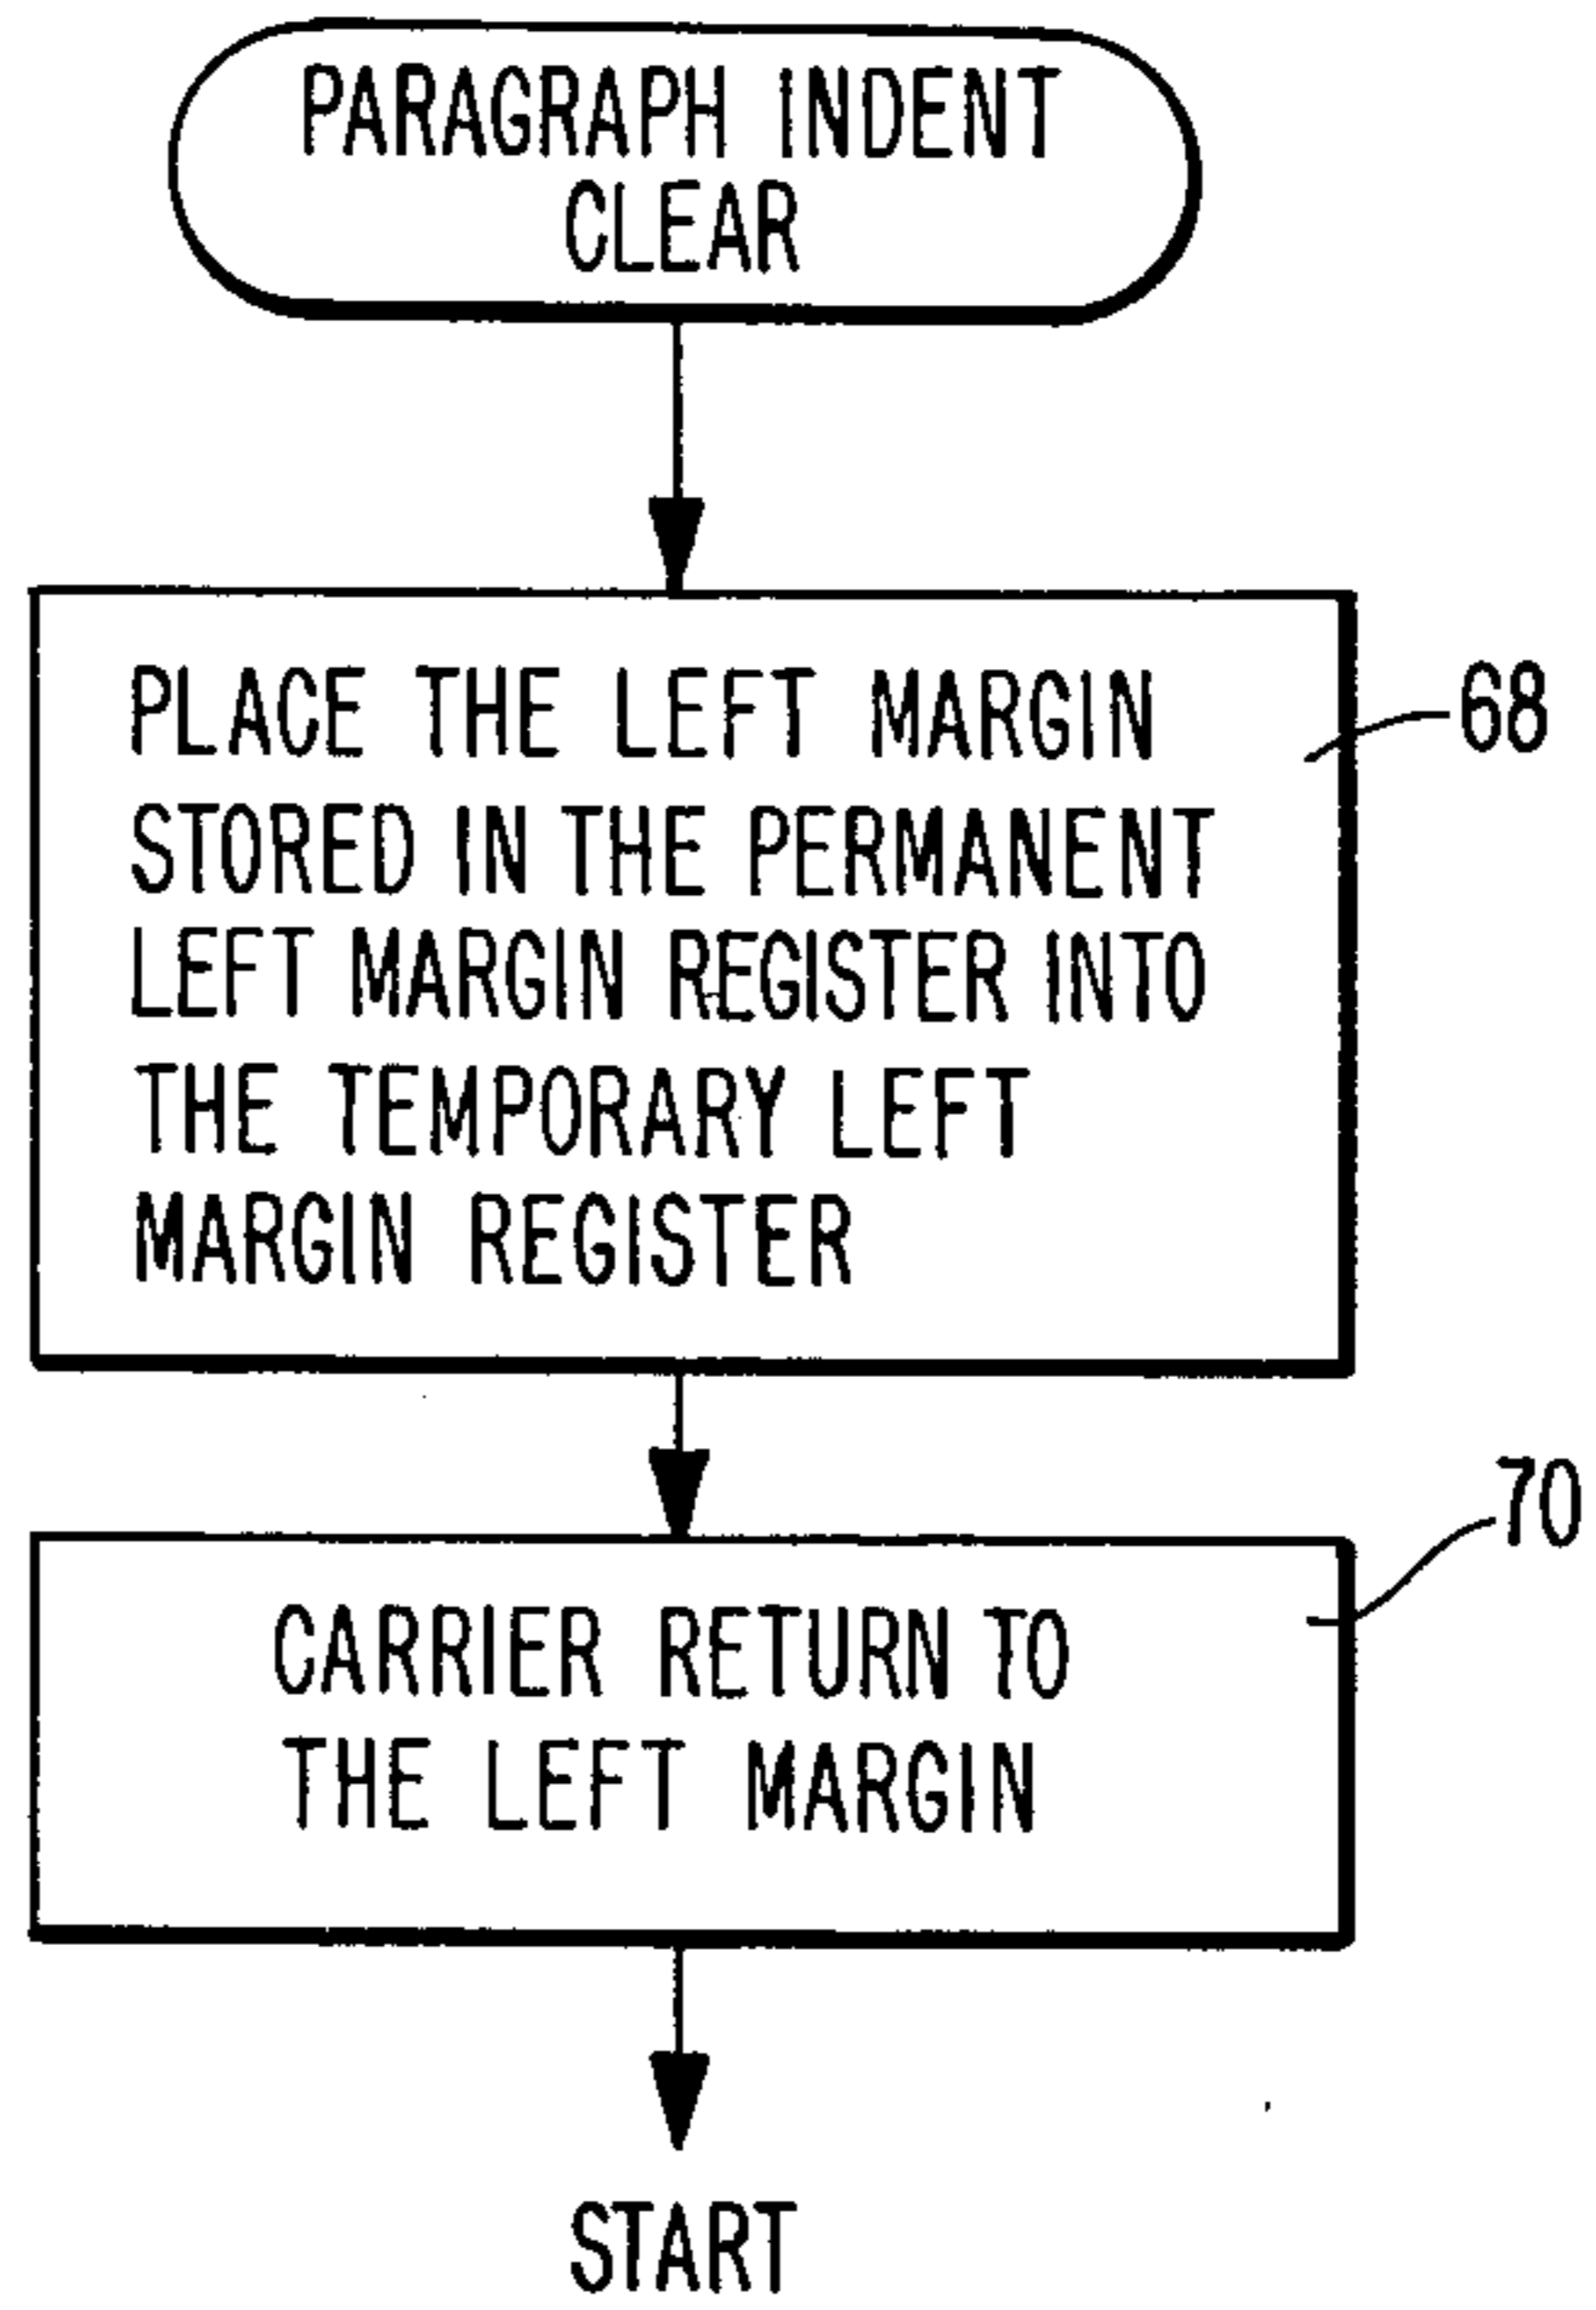 PARAGRAPH INDENT
CLEAR
PLACE THE LEFT MARGIN
68
STORED IN THE PERMANENT
LEFT MARGIN REGISTER INTO
THE TEMPORARY LEFT
MARGIN REGISTER
70
CARRIER RETURN TO
THE LEFT MARGIN
START